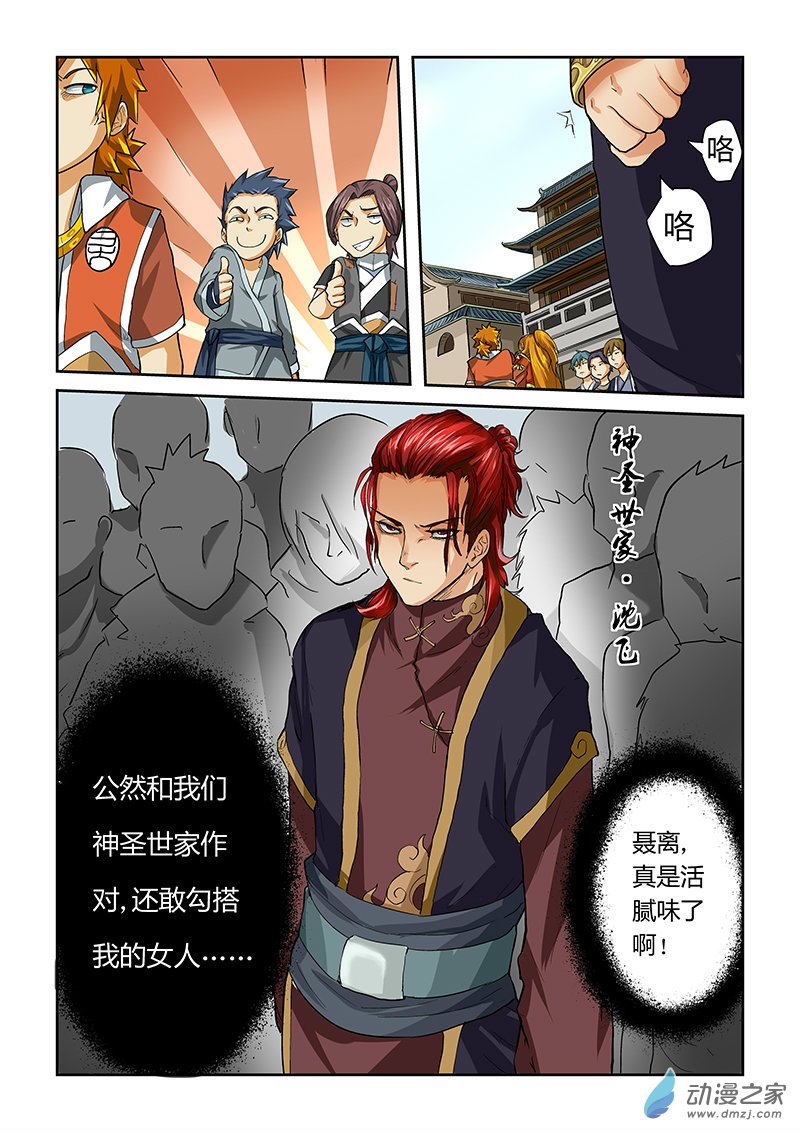 咯
咯
神圣世家·沈飞
公然和我们
神圣世家作
对,还敢勾搭
我的女人……
聂离,
真是活
腻味了
啊!
动漫之家
www.dmzj.com